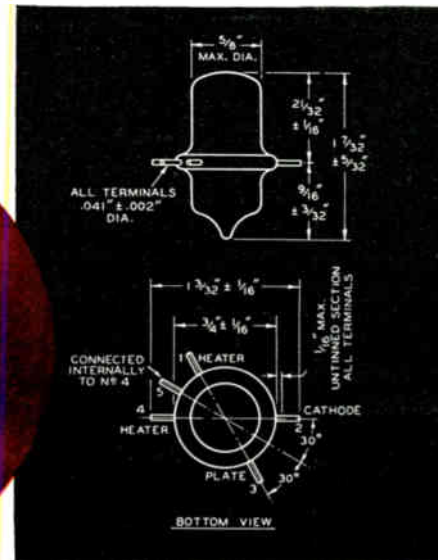 5/8"
MAX. DIA.
21/32"
± 1/16"
1 7/32"
± 5/32"
ALL TERMINALS
.041"±.002"
DIA.
9/16"
± 3/32"
1 3/32" ± 1/16"
3/4" ± 1/16"
1/16" MAX.
UNTINNED SECTION
ALL TERMINALS
CONNECTED
INTERNALLY
TO Nº 4
1
HEATER
5
4
HEATER
CATHODE
2
30°
PLATE
30°
3
BOTTOM VIEW